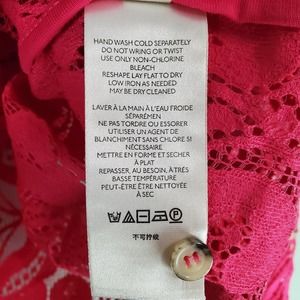 HAND WASH COLD SEPARATELY
DO NOT WRING OR TWIST
USE ONLY NON-CHLORINE
BLEACH
RESHAPE LAY FLAT TO DRY
LOW IRON AS NEEDED
MAY BE DRY CLEANED
LAVER À LA MAIN À L'EAU FROIDE
SÉPARÉMENT
NE PAS TORDRE OU ESSORER
UTILISER UN AGENT DE
BLANCHIMENT SANS CHLORE SI
NÉCESSAIRE
METTRE EN FORME ET SECHER
À PLAT
REPASSER, AU BESOIN, À TRÈS
BASSE TEMPÉRATURE
PEUT-ÊTRE ÊTRE NETTOYÉE
À SEC
不可拧绞